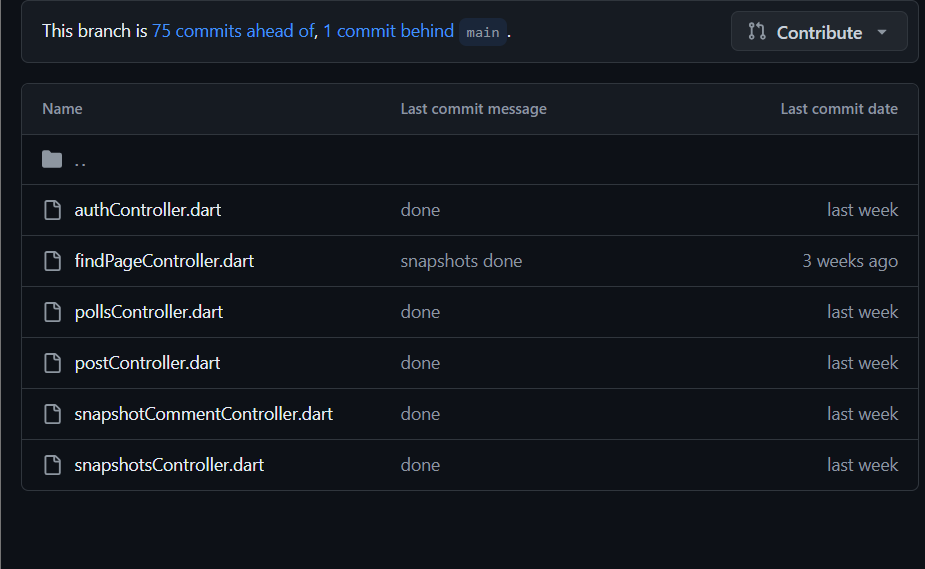 This branch is 75 commits ahead of, 1 commit behind main.
Contribute
Name Last commit message Last commit date
..
authController.dart done last week
findPageController.dart snapshots done 3 weeks ago
pollsController.dart done last week
postController.dart done last week
snapshotCommentController.dart done last week
snapshotsController.dart done last week